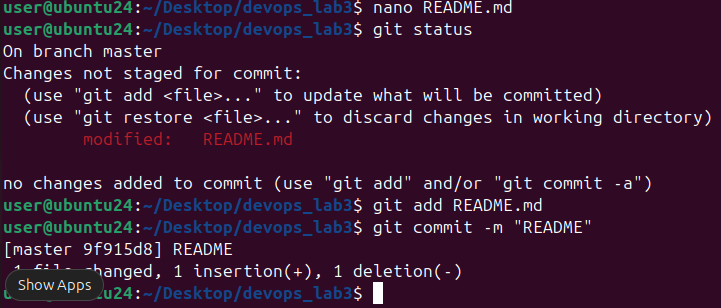 user@ubuntu24:~/Desktop/devops_lab3$ nano README.md
user@ubuntu24:~/Desktop/devops_lab3$ git status
On branch master
Changes not staged for commit:
  (use "git add <file>..." to update what will be committed)
  (use "git restore <file>..." to discard changes in working directory)
        modified:   README.md

no changes added to commit (use "git add" and/or "git commit -a")
user@ubuntu24:~/Desktop/devops_lab3$ git add README.md
user@ubuntu24:~/Desktop/devops_lab3$ git commit -m "README"
[master 9f915d8] README
 1 file changed, 1 insertion(+), 1 deletion(-)
user@ubuntu24:~/Desktop/devops_lab3$
Show Apps